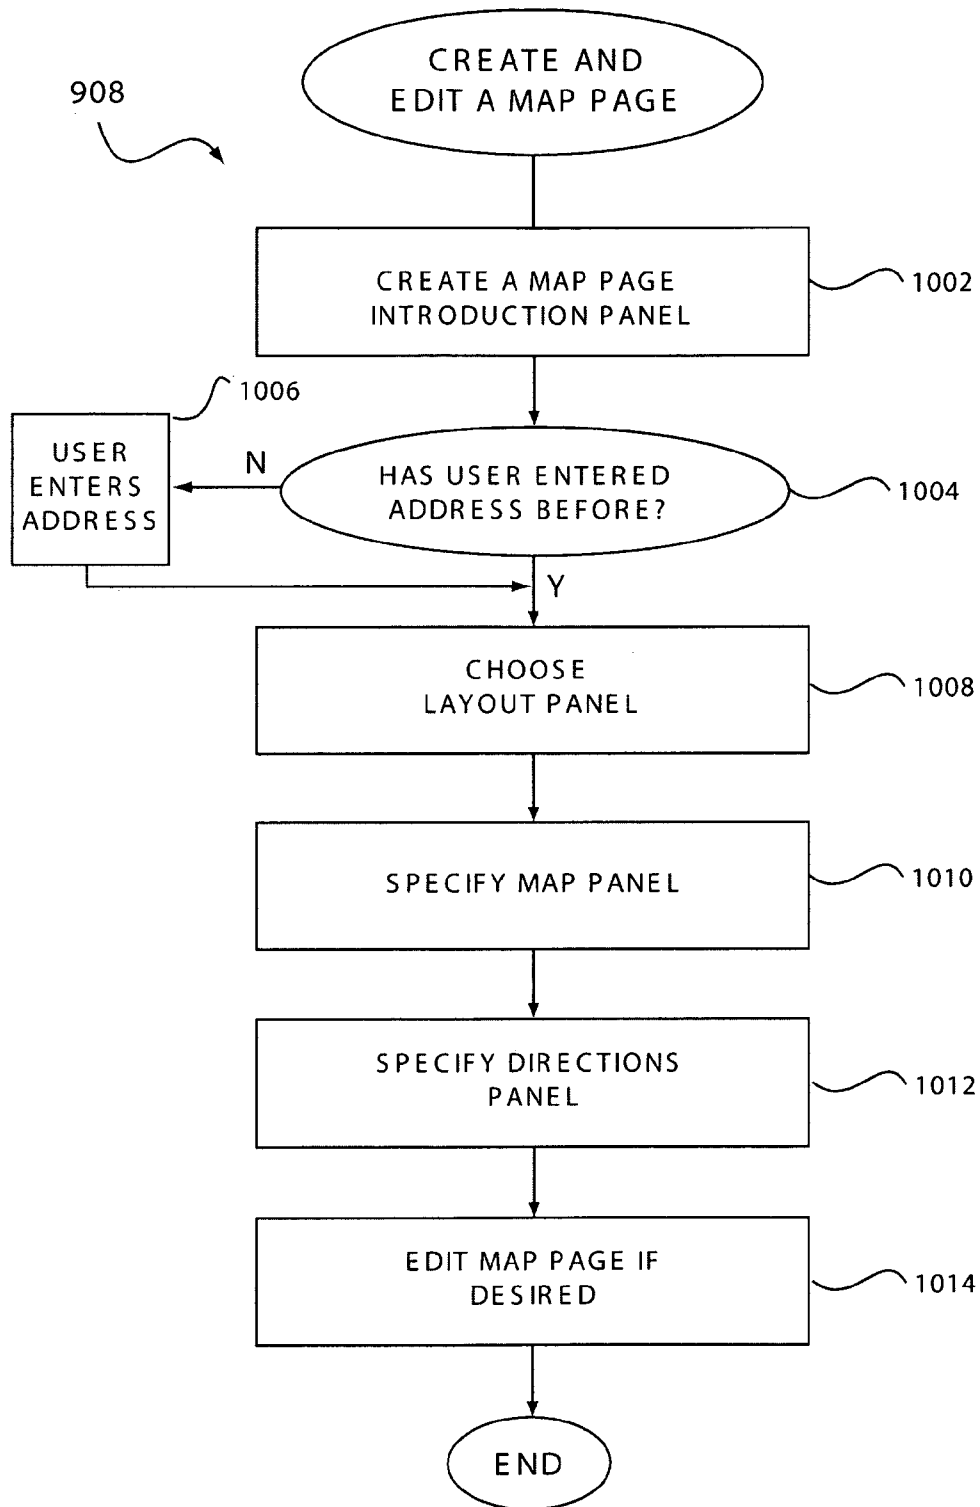 CREATE AND
EDIT A MAP PAGE
908
CREATE A MAP PAGE
INTRODUCTION PANEL
1002
1006
USER
ENTERS
ADDRESS
N
HAS USER ENTERED
ADDRESS BEFORE?
1004
Y
CHOOSE
LAYOUT PANEL
1008
SPECIFY MAP PANEL
1010
SPECIFY DIRECTIONS
PANEL
1012
EDIT MAP PAGE IF
DESIRED
1014
END